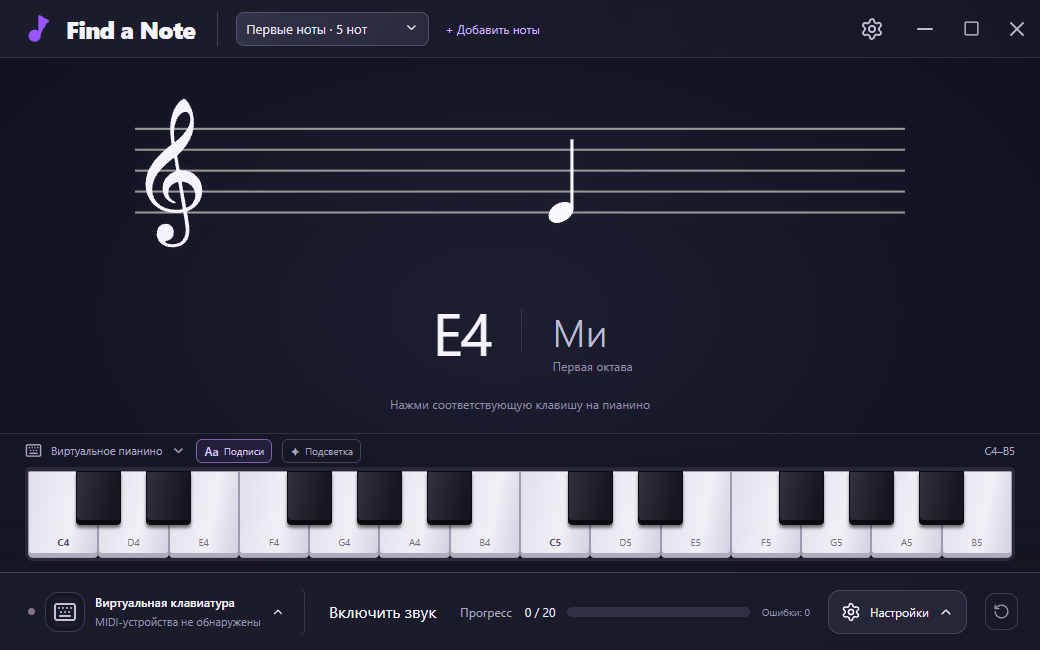 Find a Note
Первые ноты · 5 нот
+ Добавить ноты
E4
Ми
Первая октава
Нажми соответствующую клавишу на пианино
Виртуальное пианино
Aa Подписи
Подсветка
C4–B5
C4 D4 E4 F4 G4 A4 B4 C5 D5 E5 F5 G5 A5 B5
Виртуальная клавиатура
MIDI-устройства не обнаружены
Включить звук
Прогресс 0 / 20
Ошибки: 0
Настройки